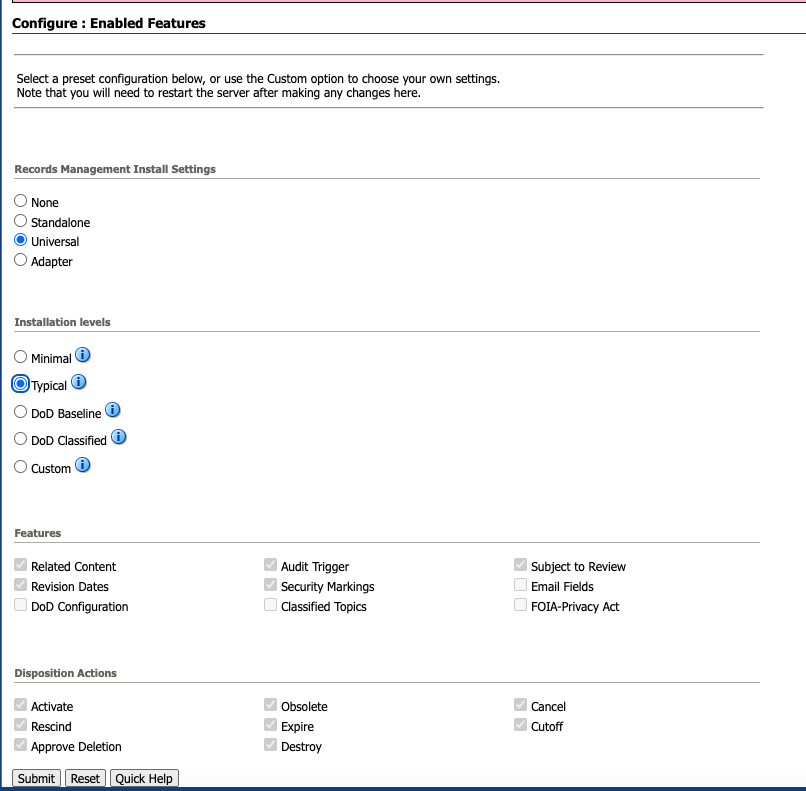 Configure : Enabled Features
Select a preset configuration below, or use the Custom option to choose your own settings.
Note that you will need to restart the server after making any changes here.
Records Management Install Settings
None
Standalone
Universal
Adapter
Installation levels
Minimal i
Typical i
DoD Baseline i
DoD Classified i
Custom i
Features
Related Content Audit Trigger Subject to Review
Revision Dates Security Markings Email Fields
DoD Configuration Classified Topics FOIA-Privacy Act
Disposition Actions
Activate Obsolete Cancel
Rescind Expire Cutoff
Approve Deletion Destroy
Submit Reset Quick Help